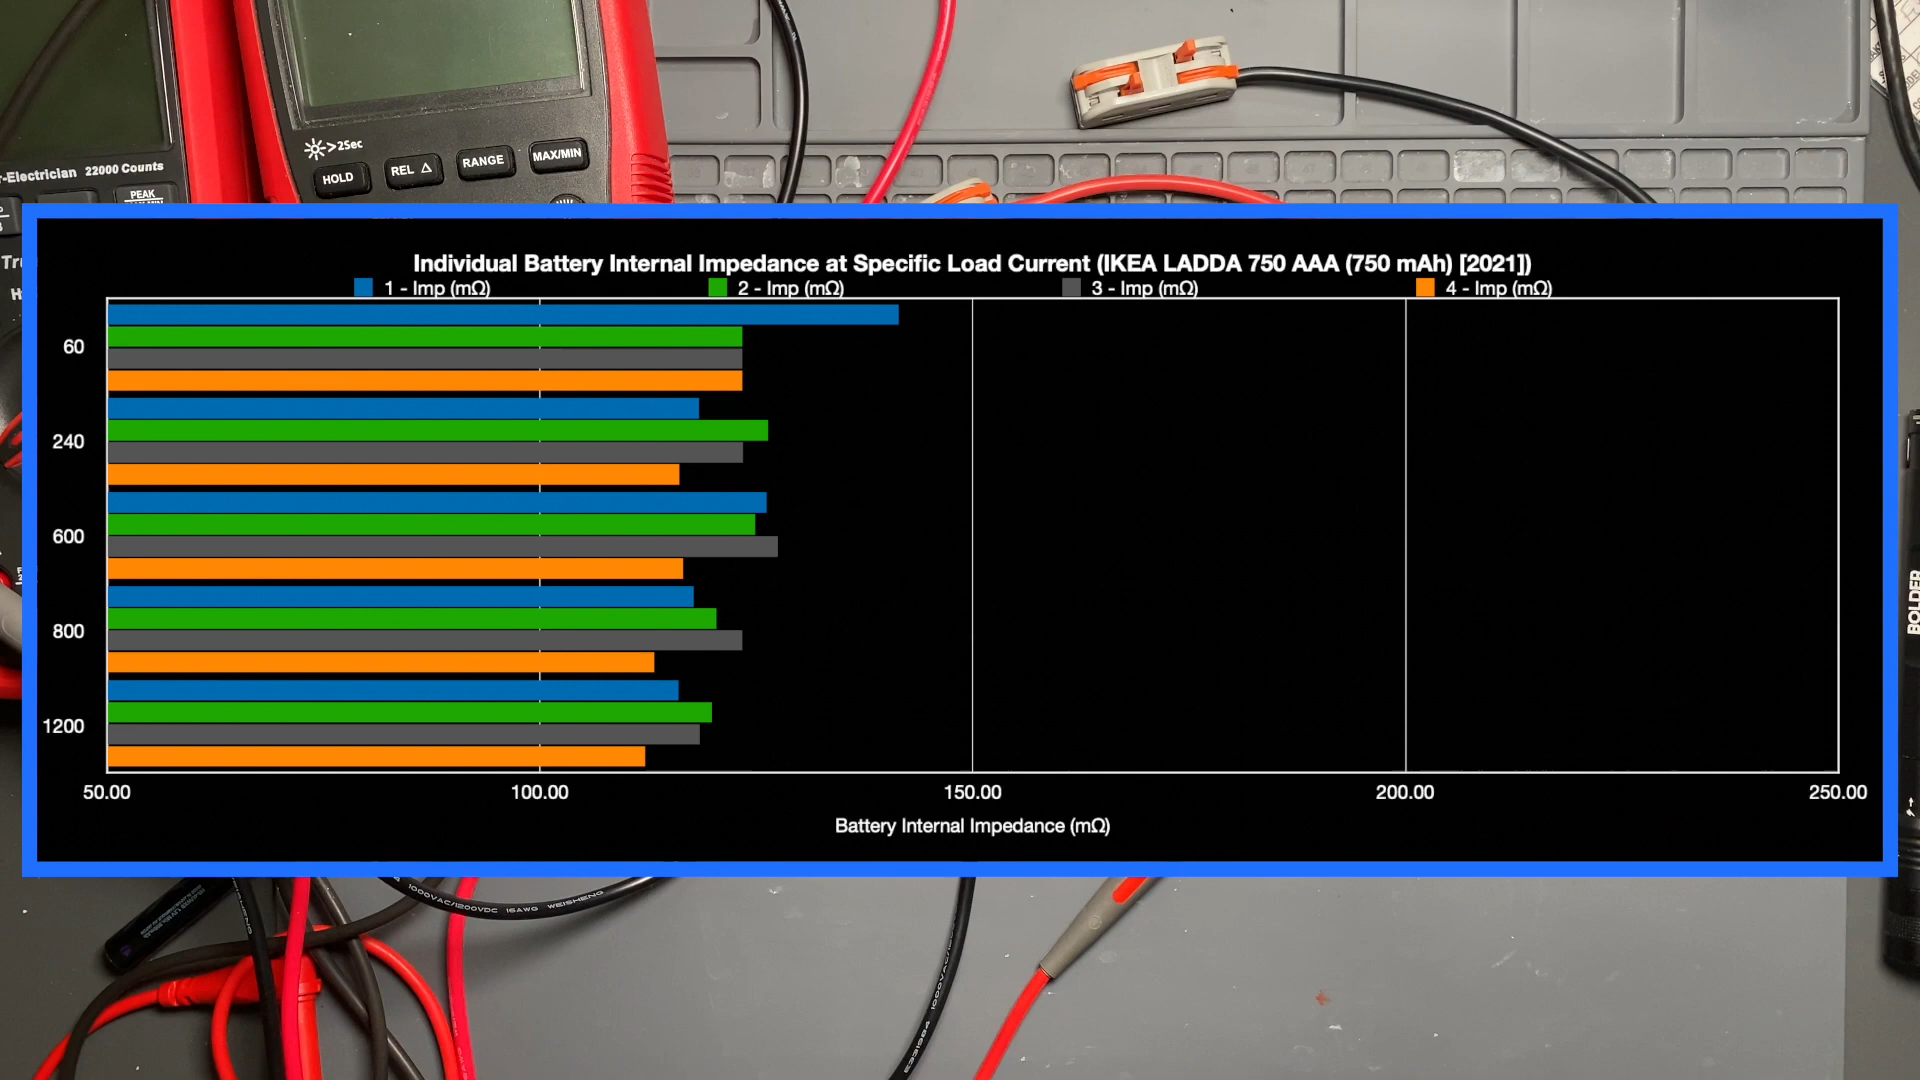 >2Sec
HOLD
REL △
RANGE
MAX/MIN
r-Electrician 22000 Counts
PEAK
Individual Battery Internal Impedance at Specific Load Current (IKEA LADDA 750 AAA (750 mAh) [2021])
1 - Imp (mΩ)
2 - Imp (mΩ)
3 - Imp (mΩ)
4 - Imp (mΩ)
60
240
600
800
1200
50.00
100.00
150.00
200.00
250.00
Battery Internal Impedance (mΩ)
BOLDER
1000VAC/1200VDC 16AWG WEISHENG